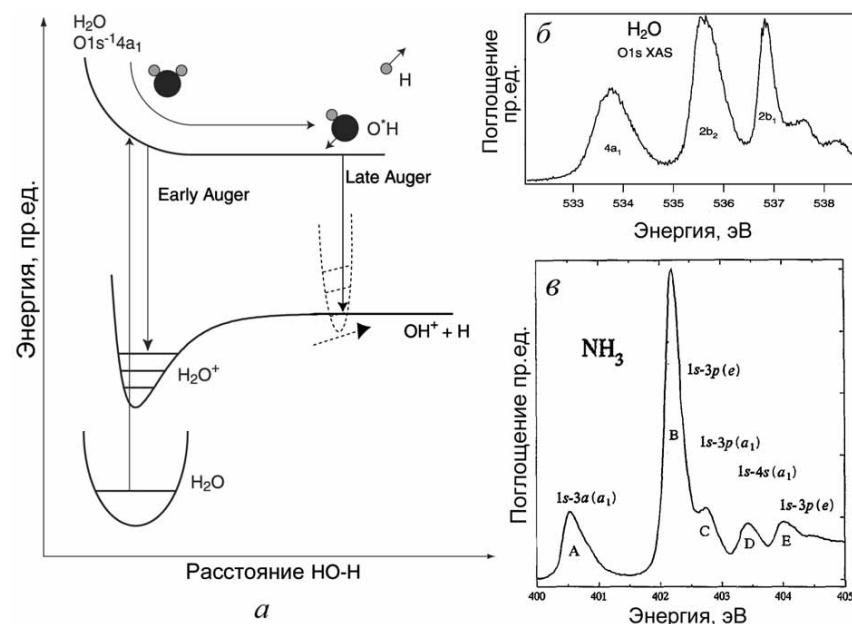 a
H₂O
O1s⁻¹4a₁
H
O*H
Early Auger
Late Auger
OH⁺ + H
H₂O⁺
H₂O
Энергия, пр.ед.
Расстояние HO-H
а
б
H₂O
O1s XAS
4a₁
2b₂
2b₁
Поглощение
пр.ед.
533 534 535 536 537 538
Энергия, эВ
в
NH₃
1s-3p(e)
1s-3p(a₁)
1s-4s(a₁)
1s-3a(a₁)
1s-3p(e)
A
B
C
D
E
Поглощение пр.ед.
400 401 402 403 404 405
Энергия, эВ